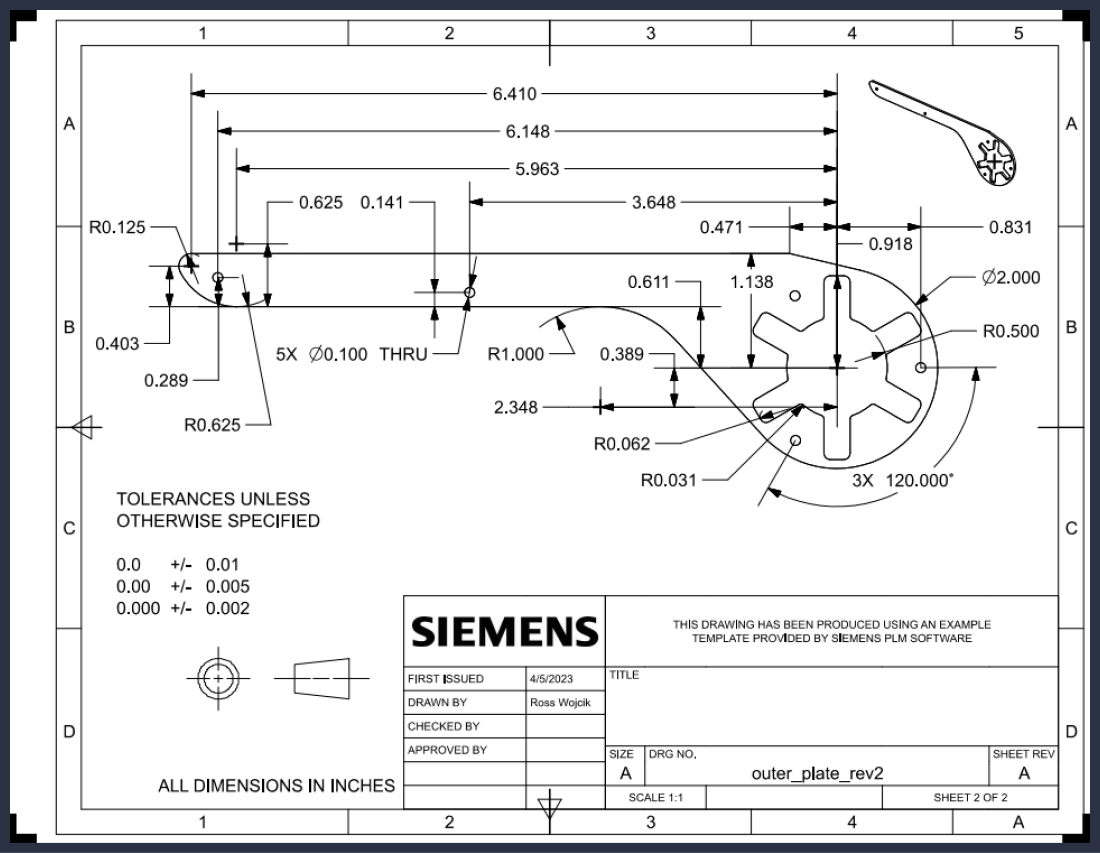 1 2 3 4 5
A A
6.410
6.148
5.963
0.625 0.141 3.648
R0.125 0.471 0.831
0.918
0.611 1.138 Ø2.000
B B
R0.500
0.403 5X Ø0.100 THRU R1.000 0.389
0.289
2.348
R0.625
R0.062
R0.031 3X 120.000°
TOLERANCES UNLESS
OTHERWISE SPECIFIED
C C
0.0 +/- 0.01
0.00 +/- 0.005
0.000 +/- 0.002
SIEMENS
THIS DRAWING HAS BEEN PRODUCED USING AN EXAMPLE
TEMPLATE PROVIDED BY SIEMENS PLM SOFTWARE
FIRST ISSUED 4/5/2023
TITLE
DRAWN BY Ross Wojcik
CHECKED BY
APPROVED BY
D D
SIZE DRG NO. SHEET REV
A outer_plate_rev2 A
ALL DIMENSIONS IN INCHES
SCALE 1:1 SHEET 2 OF 2
1 2 3 4 A